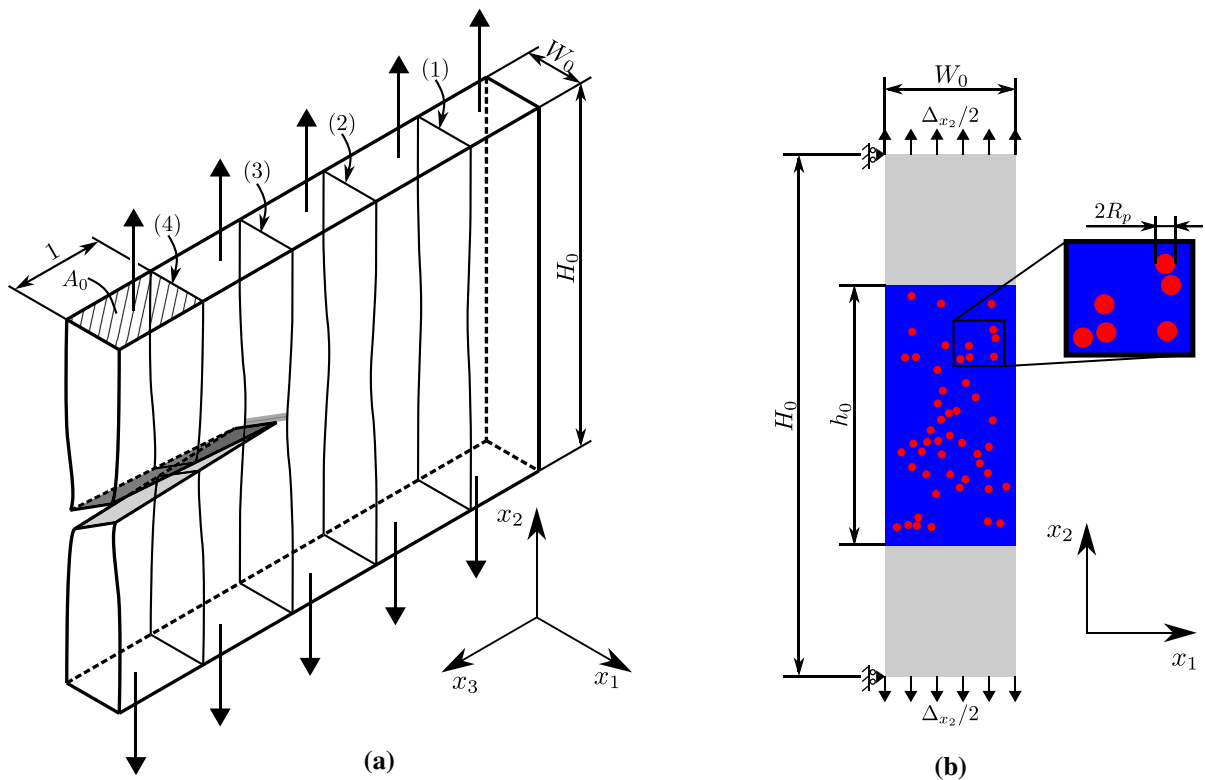 W₀
(1)
(2)
(3)
(4)
1
A₀
H₀
x₂
x₃
x₁
(a)
W₀
Δₓ₂/2
2Rₚ
H₀
h₀
x₂
x₁
Δₓ₂/2
(b)